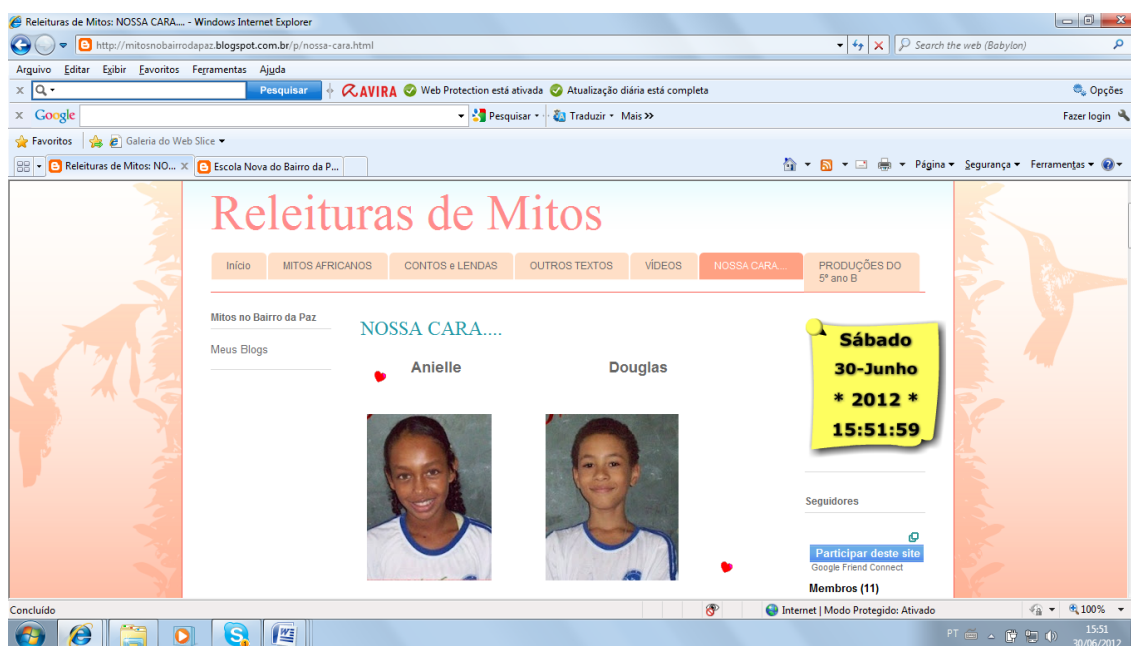 Releituras de Mitos: NOSSA CARA.... - Windows Internet Explorer
http://mitosnobairrodapaz.blogspot.com.br/p/nossa-cara.html
Search the web (Babylon)
Arquivo Editar Exibir Favoritos Ferramentas Ajuda
x Pesquisar AVIRA Web Protection está ativada Atualização diária está completa Opções
x Google Pesquisar Traduzir Mais >> Fazer login
Favoritos Galeria do Web Slice
Releituras de Mitos: NO... X Escola Nova do Bairro da P... Página Segurança Ferramentas
Releituras de Mitos
Início MITOS AFRICANOS CONTOS e LENDAS OUTROS TEXTOS VÍDEOS NOSSA CARA.... PRODUÇÕES DO
5º ano B
Mitos no Bairro da Paz
Meus Blogs
NOSSA CARA....
Anielle Douglas
Sábado
30-Junho
* 2012 *
15:51:59
Seguidores
Participar deste site
Google Friend Connect
Membros (11)
Concluído Internet | Modo Protegido: Ativado 100%
PT 15:51
30/06/2012